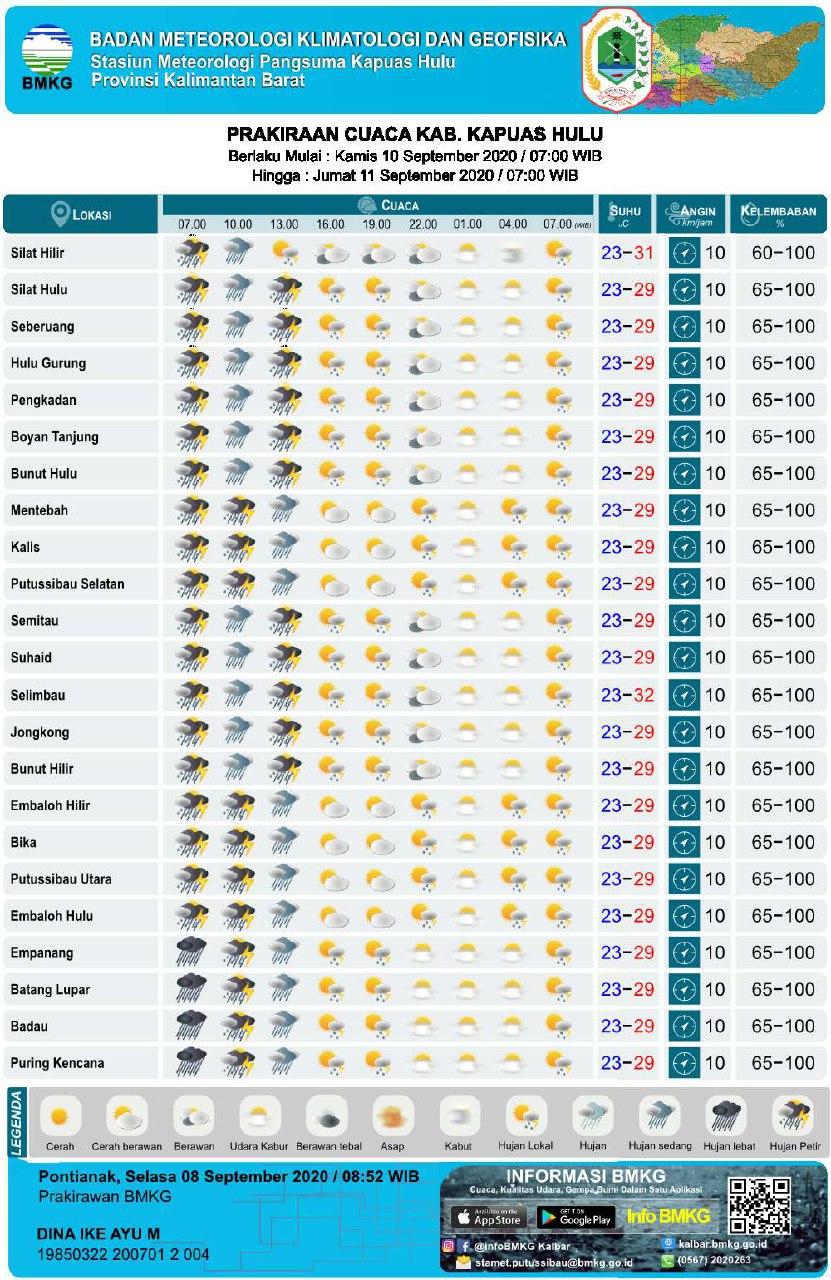 BMKG
BADAN METEOROLOGI KLIMATOLOGI DAN GEOFISIKA
Stasiun Meteorologi Pangsuma Kapuas Hulu
Provinsi Kalimantan Barat
PRAKIRAAN CUACA KAB. KAPUAS HULU
Berlaku Mulai : Kamis 10 September 2020 / 07:00 WIB
Hingga : Jumat 11 September 2020 / 07:00 WIB
LOKASI CUACA SUHU °C ANGIN km/jam KELEMBABAN %
07.00 10.00 13.00 16.00 19.00 22.00 01.00 04.00 07.00 (WIB)
Silat Hilir 23-31 10 60-100
Silat Hulu 23-29 10 65-100
Seberuang 23-29 10 65-100
Hulu Gurung 23-29 10 65-100
Pengkadan 23-29 10 65-100
Boyan Tanjung 23-29 10 65-100
Bunut Hulu 23-29 10 65-100
Mentebah 23-29 10 65-100
Kalis 23-29 10 65-100
Putussibau Selatan 23-29 10 65-100
Semitau 23-29 10 65-100
Suhaid 23-29 10 65-100
Selimbau 23-32 10 65-100
Jongkong 23-29 10 65-100
Bunut Hilir 23-29 10 65-100
Embaloh Hilir 23-29 10 65-100
Bika 23-29 10 65-100
Putussibau Utara 23-29 10 65-100
Embaloh Hulu 23-29 10 65-100
Empanang 23-29 10 65-100
Batang Lupar 23-29 10 65-100
Badau 23-29 10 65-100
Puring Kencana 23-29 10 65-100
LEGENDA
Cerah Cerah berawan Berawan Udara Kabur Berawan tebal Asap Kabut Hujan Lokal Hujan Hujan sedang Hujan lebat Hujan Petir
Pontianak, Selasa 08 September 2020 / 08:52 WIB
Prakirawan BMKG
DINA IKE AYU M
19850322 200701 2 004
INFORMASI BMKG
Cuaca, Kualitas Udara, Gempa Bumi Dalam Satu Aplikasi
Available on the App Store GET IT ON Google Play Info BMKG
@InfoBMKG Kalbar kalbar.bmkg.go.id
stamet.putussibau@bmkg.go.id (0567) 2020263